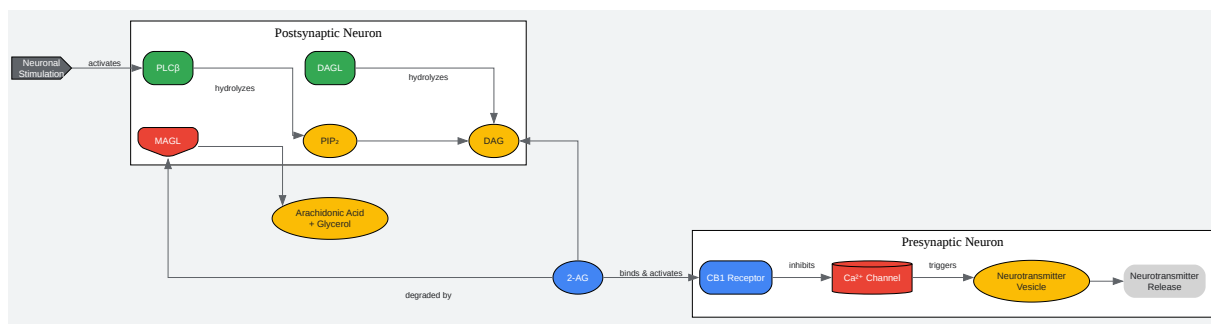 Postsynaptic Neuron
Neuronal
Stimulation
activates
PLCβ
hydrolyzes
DAGL
hydrolyzes
MAGL
PIP₂
DAG
Arachidonic Acid
+ Glycerol
Presynaptic Neuron
2-AG
binds & activates
CB1 Receptor
inhibits
Ca²⁺ Channel
triggers
Neurotransmitter
Vesicle
Neurotransmitter
Release
degraded by